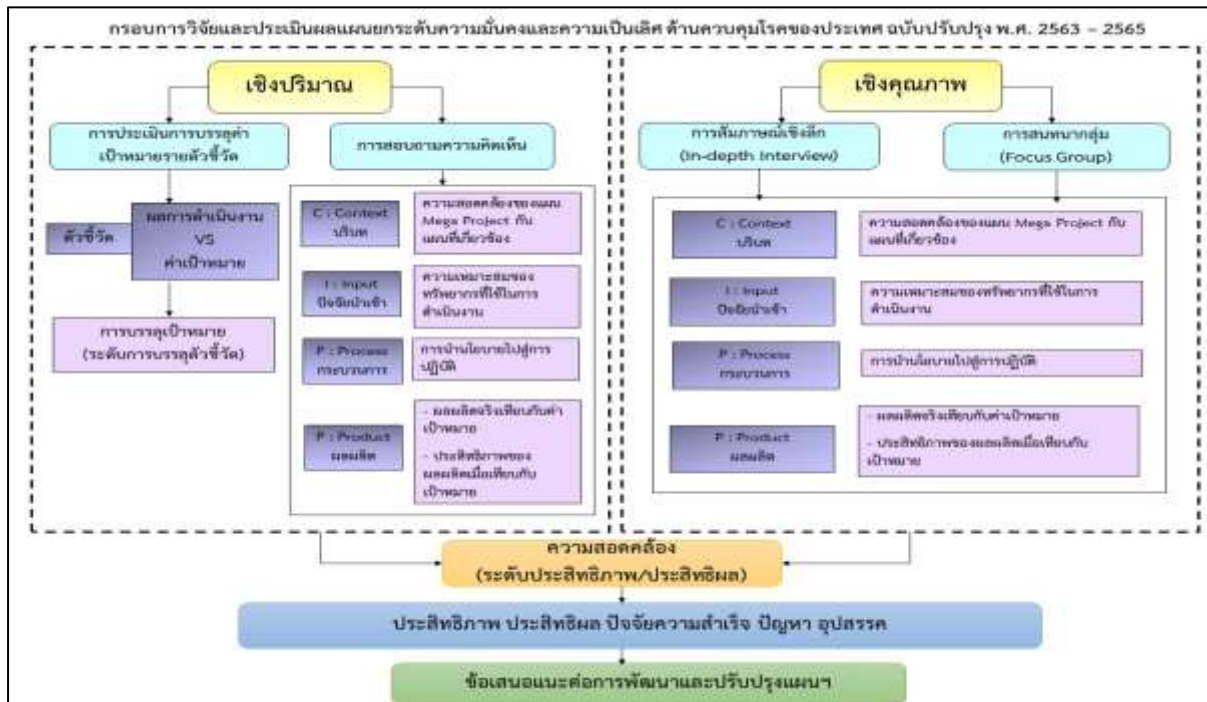 กรอบการวิจัยและประเมินผลแผนยกระดับความมั่นคงและความเป็นเลิศ ด้านควบคุมโรคของประเทศ ฉบับปรับปรุง พ.ศ. 2563 – 2565
เชิงปริมาณ
การประเมินการบรรลุค่า
เป้าหมายรายตัวชี้วัด
การสอบถามความคิดเห็น
ตัวชี้วัด
ผลการดำเนินงาน
VS
ค่าเป้าหมาย
การบรรลุเป้าหมาย
(ระดับการบรรลุตัวชี้วัด)
C : Context
บริบท
ความสอดคล้องของแผน
Mega Project กับ
แผนที่เกี่ยวข้อง
I : Input
ปัจจัยนำเข้า
ความเหมาะสมของ
ทรัพยากรที่ใช้ในการ
ดำเนินงาน
P : Process
กระบวนการ
การนำนโยบายไปสู่การ
ปฏิบัติ
P : Product
ผลผลิต
- ผลผลิตจริงเทียบกับค่า
เป้าหมาย
- ประสิทธิภาพของ
ผลผลิตเมื่อเทียบกับ
เป้าหมาย
เชิงคุณภาพ
การสัมภาษณ์เชิงลึก
(In-depth Interview)
การสนทนากลุ่ม
(Focus Group)
C : Context
บริบท
ความสอดคล้องของแผน Mega Project กับ
แผนที่เกี่ยวข้อง
I : Input
ปัจจัยนำเข้า
ความเหมาะสมของทรัพยากรที่ใช้ในการ
ดำเนินงาน
P : Process
กระบวนการ
การนำนโยบายไปสู่การปฏิบัติ
P : Product
ผลผลิต
- ผลผลิตจริงเทียบกับค่าเป้าหมาย
- ประสิทธิภาพของผลผลิตเมื่อเทียบกับ
เป้าหมาย
ความสอดคล้อง
(ระดับประสิทธิภาพ/ประสิทธิผล)
ประสิทธิภาพ ประสิทธิผล ปัจจัยความสำเร็จ ปัญหา อุปสรรค
ข้อเสนอแนะต่อการพัฒนาและปรับปรุงแผนฯ